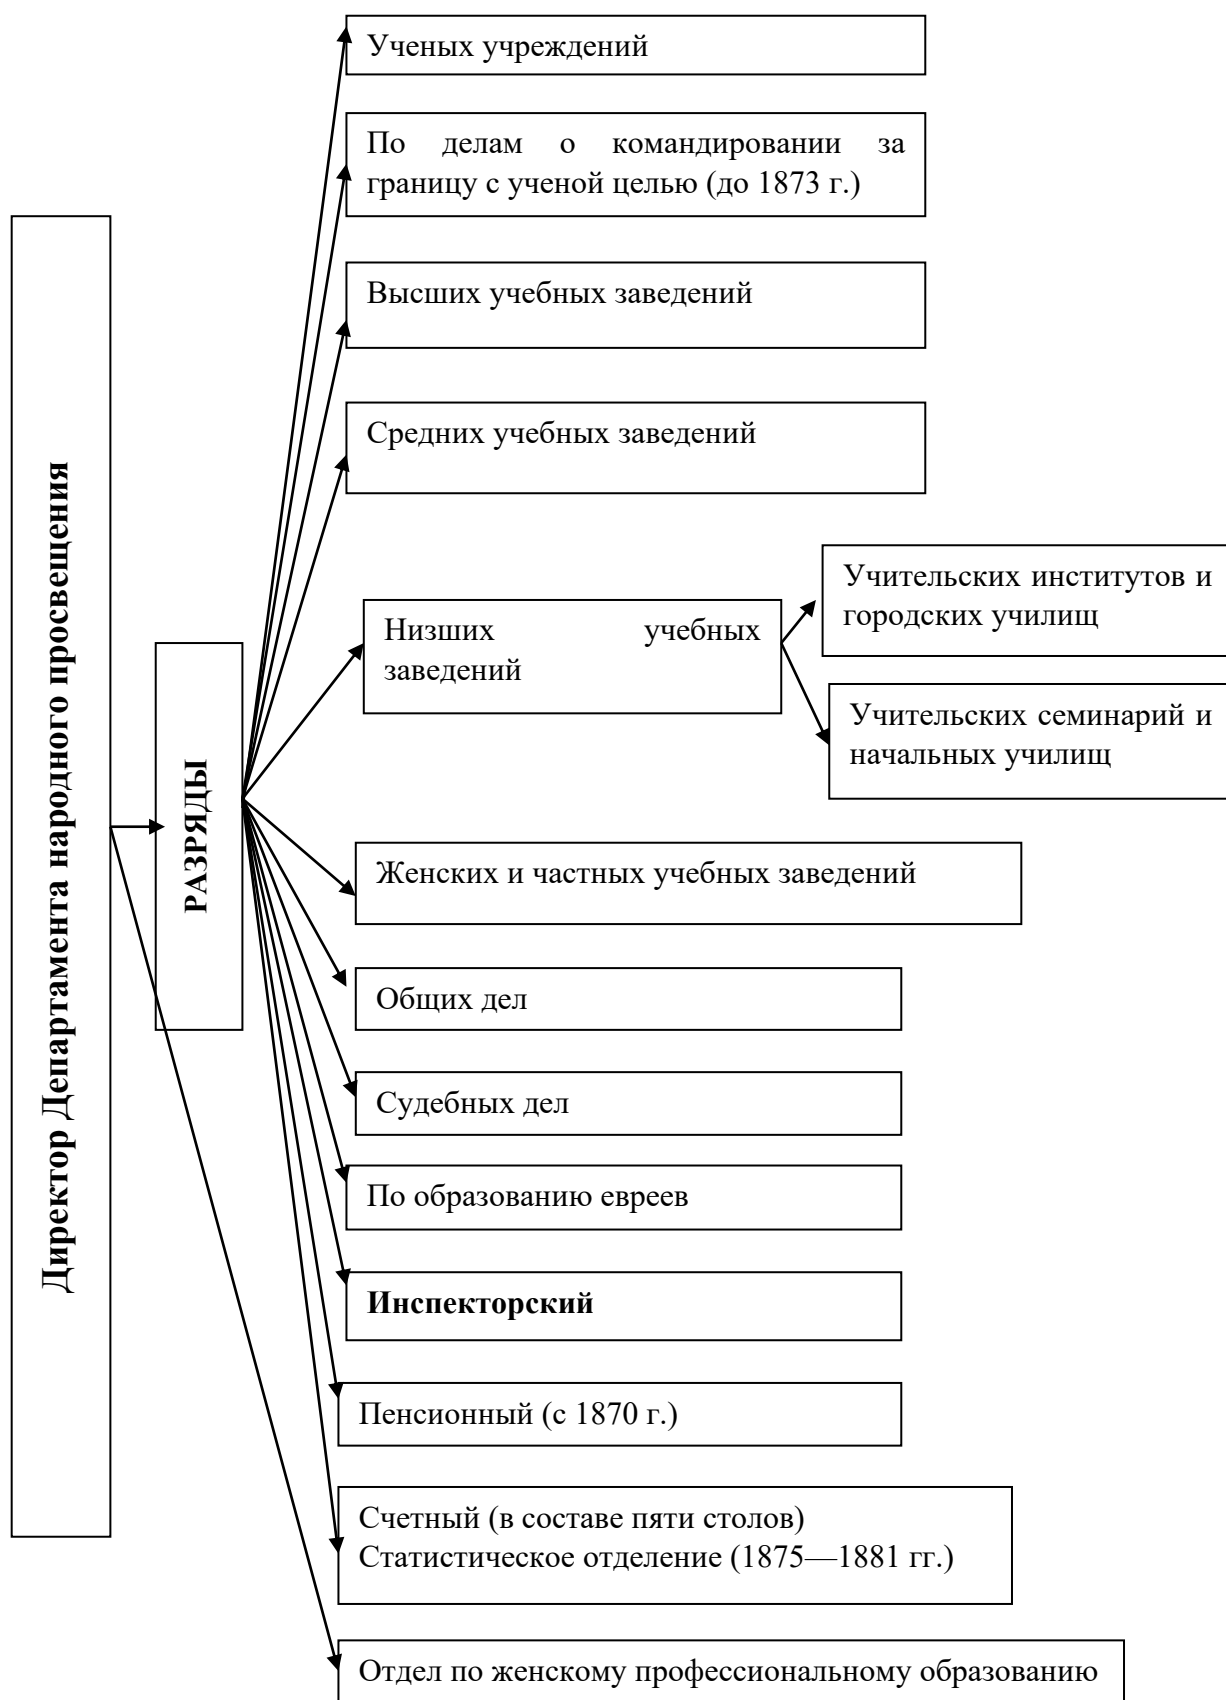 Ученых учреждений
По делам о командировании за
границу с ученой целью (до 1873 г.)
Высших учебных заведений
Средних учебных заведений
Директор Департамента народного просвещения
РАЗРЯДЫ
Низших учебных
заведений
Учительских институтов и
городских училищ
Учительских семинарий и
начальных училищ
Женских и частных учебных заведений
Общих дел
Судебных дел
По образованию евреев
Инспекторский
Пенсионный (с 1870 г.)
Счетный (в составе пяти столов)
Статистическое отделение (1875—1881 гг.)
Отдел по женскому профессиональному образованию